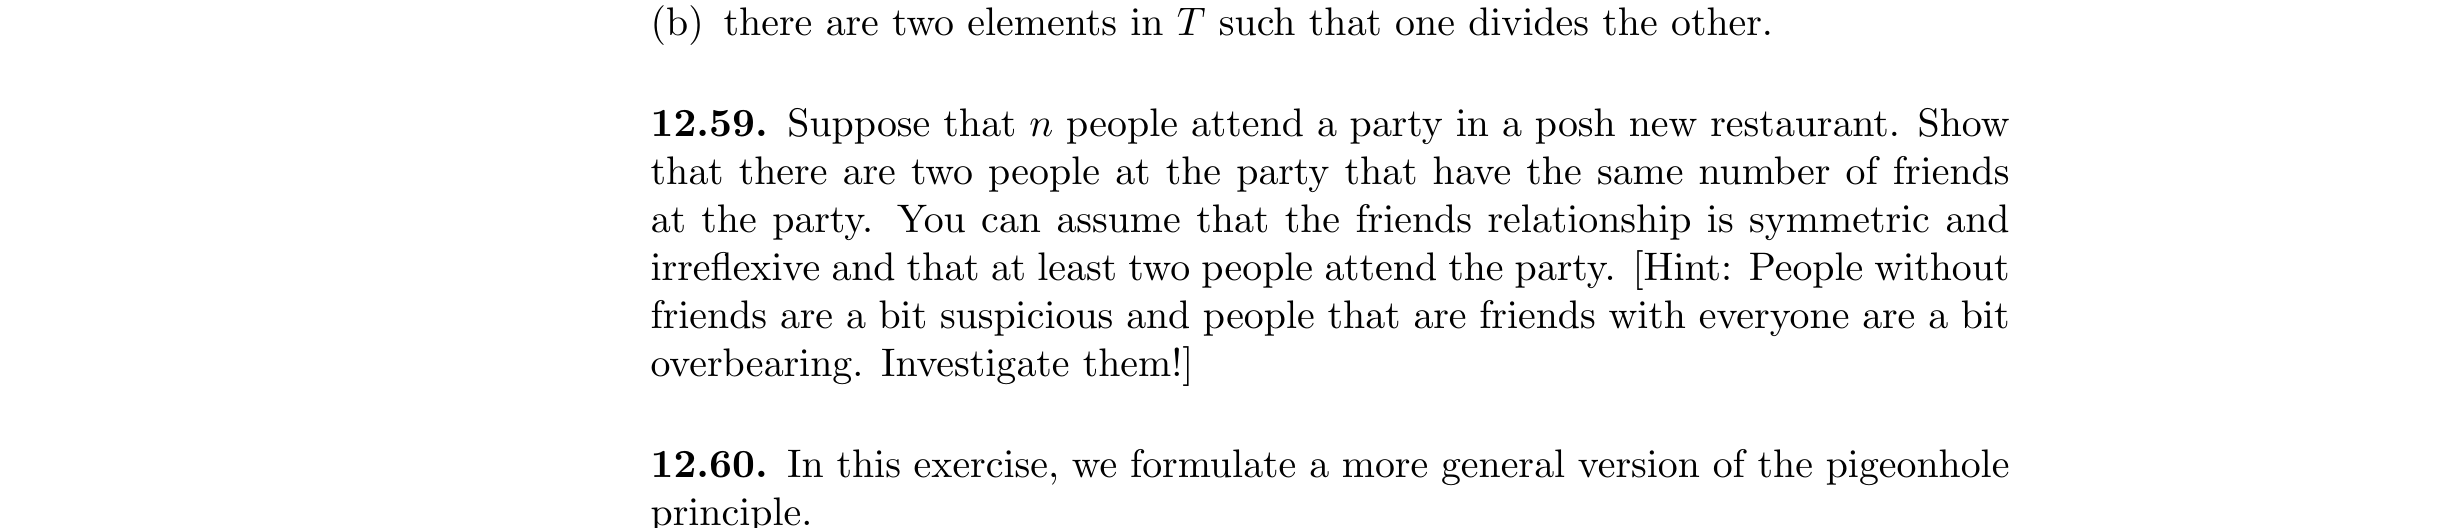 (b) there are two elements in T such that one divides the other.
12.59. Suppose that n people attend a party in a posh new restaurant. Show
that there are two people at the party that have the same number of friends
at the party. You can assume that the friends relationship is symmetric and
irreflexive and that at least two people attend the party. [Hint: People without
friends are a bit suspicious and people that are friends with everyone are a bit
overbearing. Investigate them!]
12.60. In this exercise, we formulate a more general version of the pigeonhole
principle.